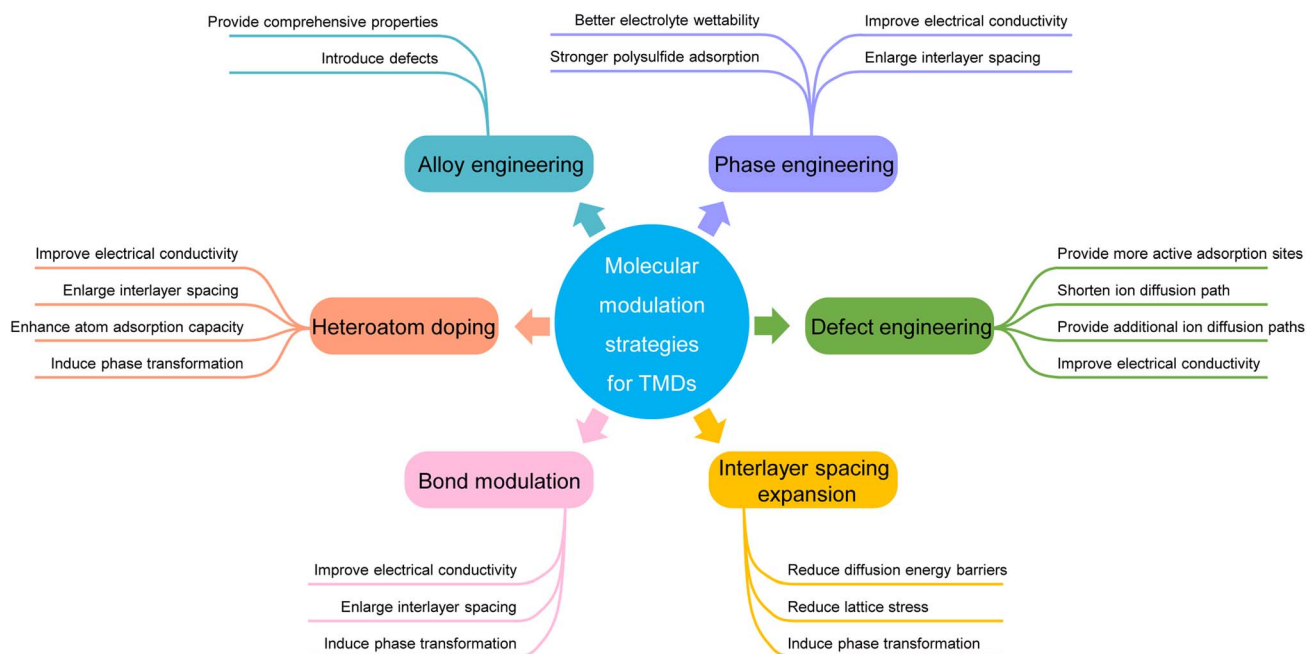 Provide comprehensive properties
Introduce defects
Alloy engineering
Better electrolyte wettability
Stronger polysulfide adsorption
Improve electrical conductivity
Enlarge interlayer spacing
Phase engineering
Improve electrical conductivity
Enlarge interlayer spacing
Enhance atom adsorption capacity
Induce phase transformation
Heteroatom doping
Molecular
modulation
strategies
for TMDs
Defect engineering
Provide more active adsorption sites
Shorten ion diffusion path
Provide additional ion diffusion paths
Improve electrical conductivity
Bond modulation
Improve electrical conductivity
Enlarge interlayer spacing
Induce phase transformation
Interlayer spacing
expansion
Reduce diffusion energy barriers
Reduce lattice stress
Induce phase transformation